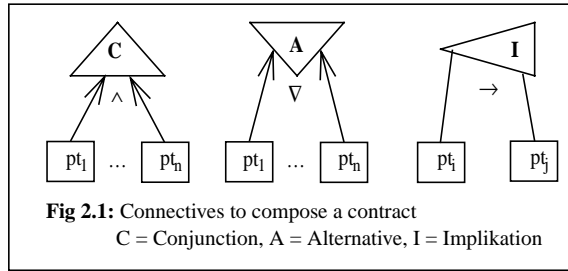 C A I
∧ ∇ →
pt1 ... ptn pt1 ... ptn pti ptj
Fig 2.1: Connectives to compose a contract
C = Conjunction, A = Alternative, I = Implikation